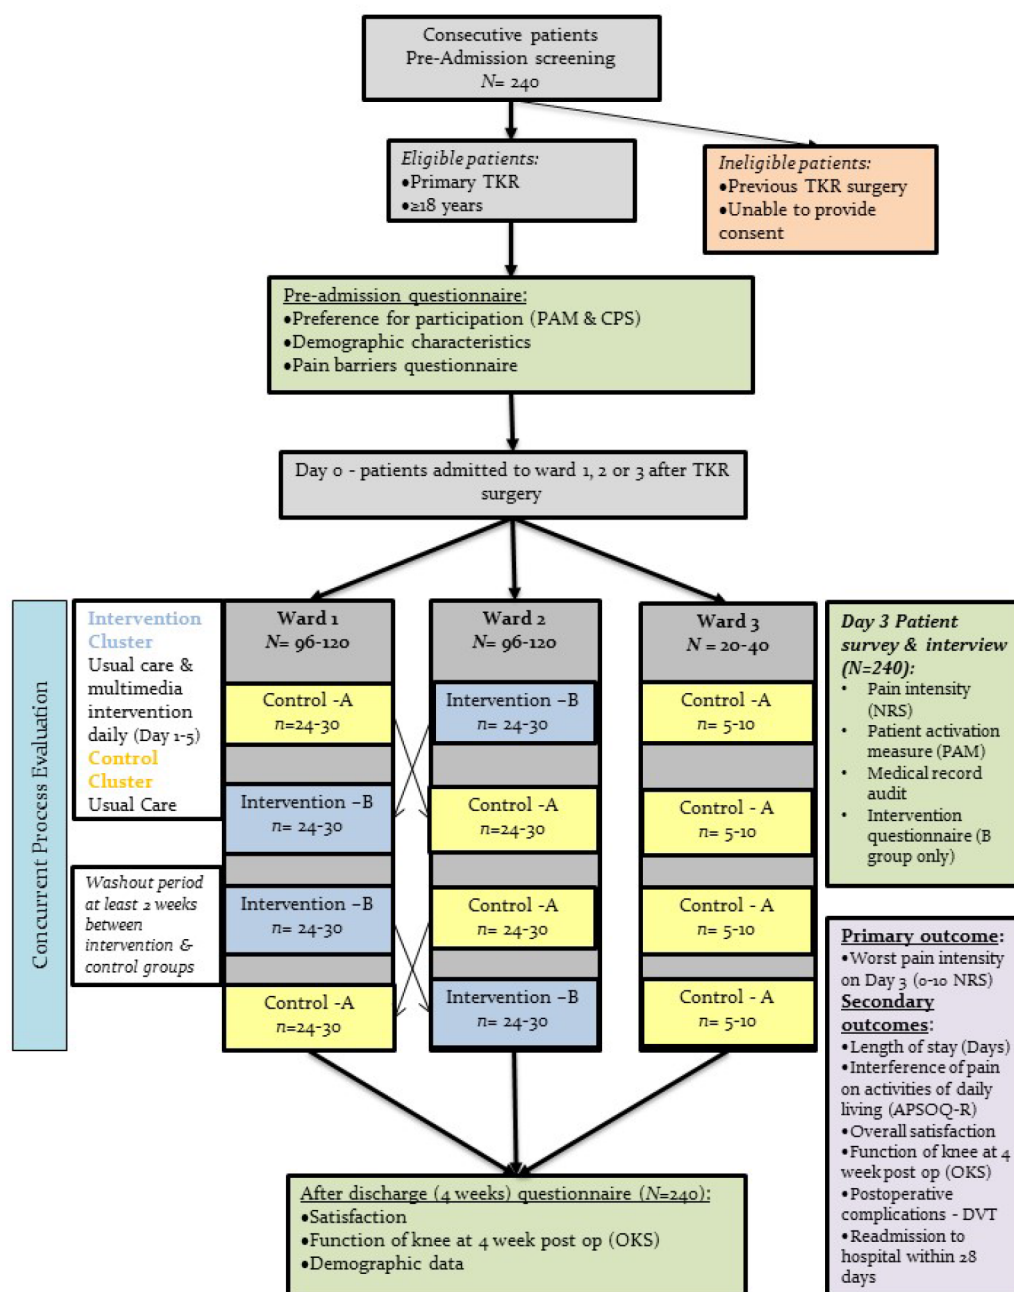 Consecutive patients
Pre-Admission screening
N= 240
Eligible patients:
•Primary TKR
•≥18 years
Ineligible patients:
•Previous TKR surgery
•Unable to provide
consent
Pre-admission questionnaire:
•Preference for participation (PAM & CPS)
•Demographic characteristics
•Pain barriers questionnaire
Day 0 - patients admitted to ward 1, 2 or 3 after TKR
surgery
Concurrent Process Evaluation
Intervention
Cluster
Usual care &
multimedia
intervention
daily (Day 1-5)
Control
Cluster
Usual Care
Washout period
at least 2 weeks
between
intervention &
control groups
Ward 1
N= 96-120
Control -A
n=24-30
Intervention –B
n= 24-30
Intervention –B
n= 24-30
Control -A
n=24-30
Ward 2
N= 96-120
Intervention –B
n= 24-30
Control -A
n=24-30
Control -A
n= 24-30
Intervention –B
n= 24-30
Ward 3
N = 20-40
Control -A
n= 5-10
Control - A
n= 5-10
Control - A
n= 5-10
Control - A
n= 5-10
Day 3 Patient
survey & interview
(N=240):
• Pain intensity
(NRS)
• Patient activation
measure (PAM)
• Medical record
audit
• Intervention
questionnaire (B
group only)
Primary outcome:
•Worst pain intensity
on Day 3 (0-10 NRS)
Secondary
outcomes:
•Length of stay (Days)
•Interference of pain
on activities of daily
living (APSOQ-R)
•Overall satisfaction
•Function of knee at 4
week post op (OKS)
•Postoperative
complications - DVT
•Readmission to
hospital within 28
days
After discharge (4 weeks) questionnaire (N=240):
•Satisfaction
•Function of knee at 4 week post op (OKS)
•Demographic data